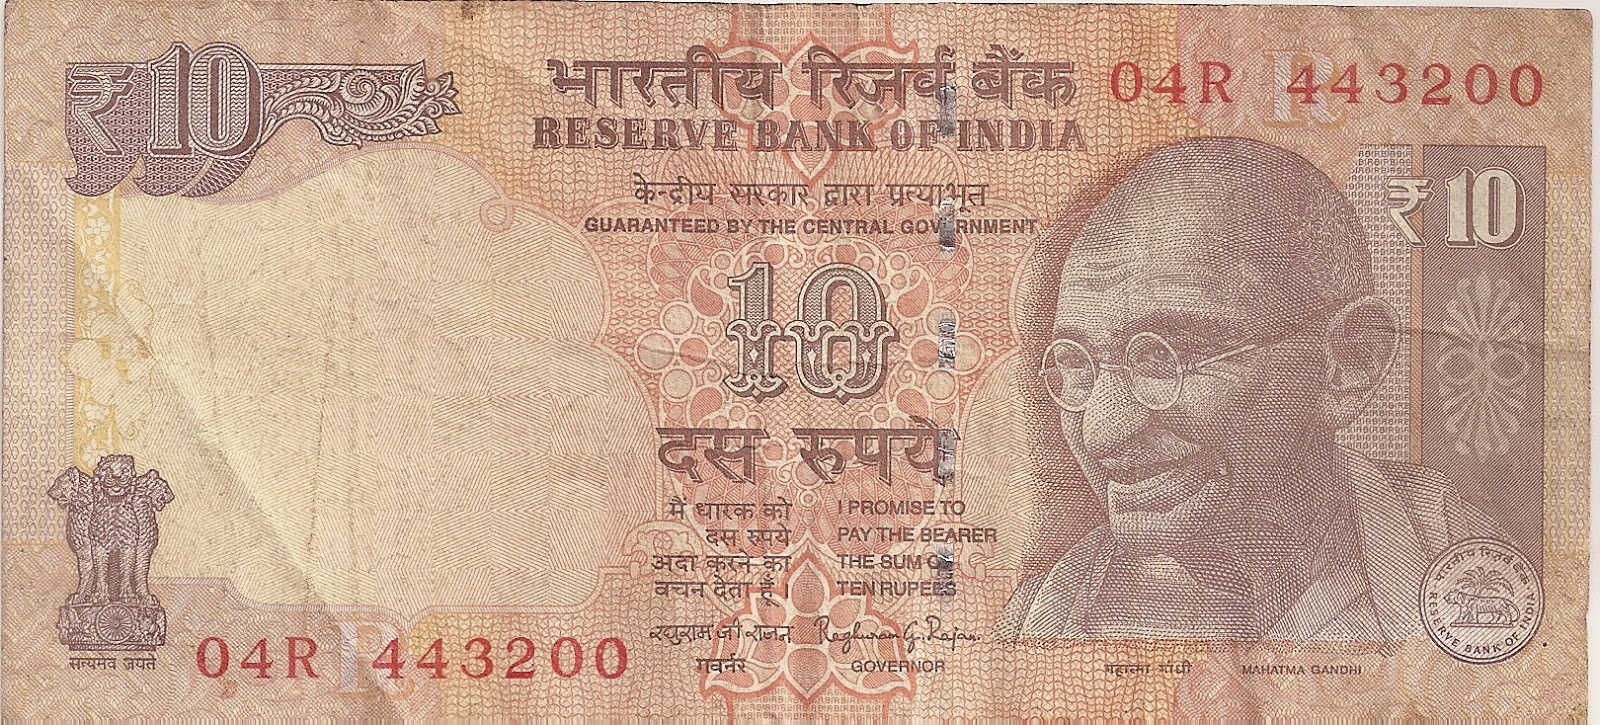 ₹10
भारतीय रिज़र्व बैंक
04R 443200
RESERVE BANK OF INDIA
₹10
केन्द्रीय सरकार द्वारा प्रत्याभूत
GUARANTEED BY THE CENTRAL GOVERNMENT
10
दस रुपये
मैं धारक को
दस रुपये
अदा करने का
वचन देता हूँ।
I PROMISE TO
PAY THE BEARER
THE SUM OF
TEN RUPEES
रघुराम जी राजन
Raghuram G. Rajan
गवर्नर
GOVERNOR
सत्यमेव जयते
04R 443200
R
R
महात्मा गांधी
MAHATMA GANDHI
भारतीय रिज़र्व बैंक
RESERVE BANK OF INDIA